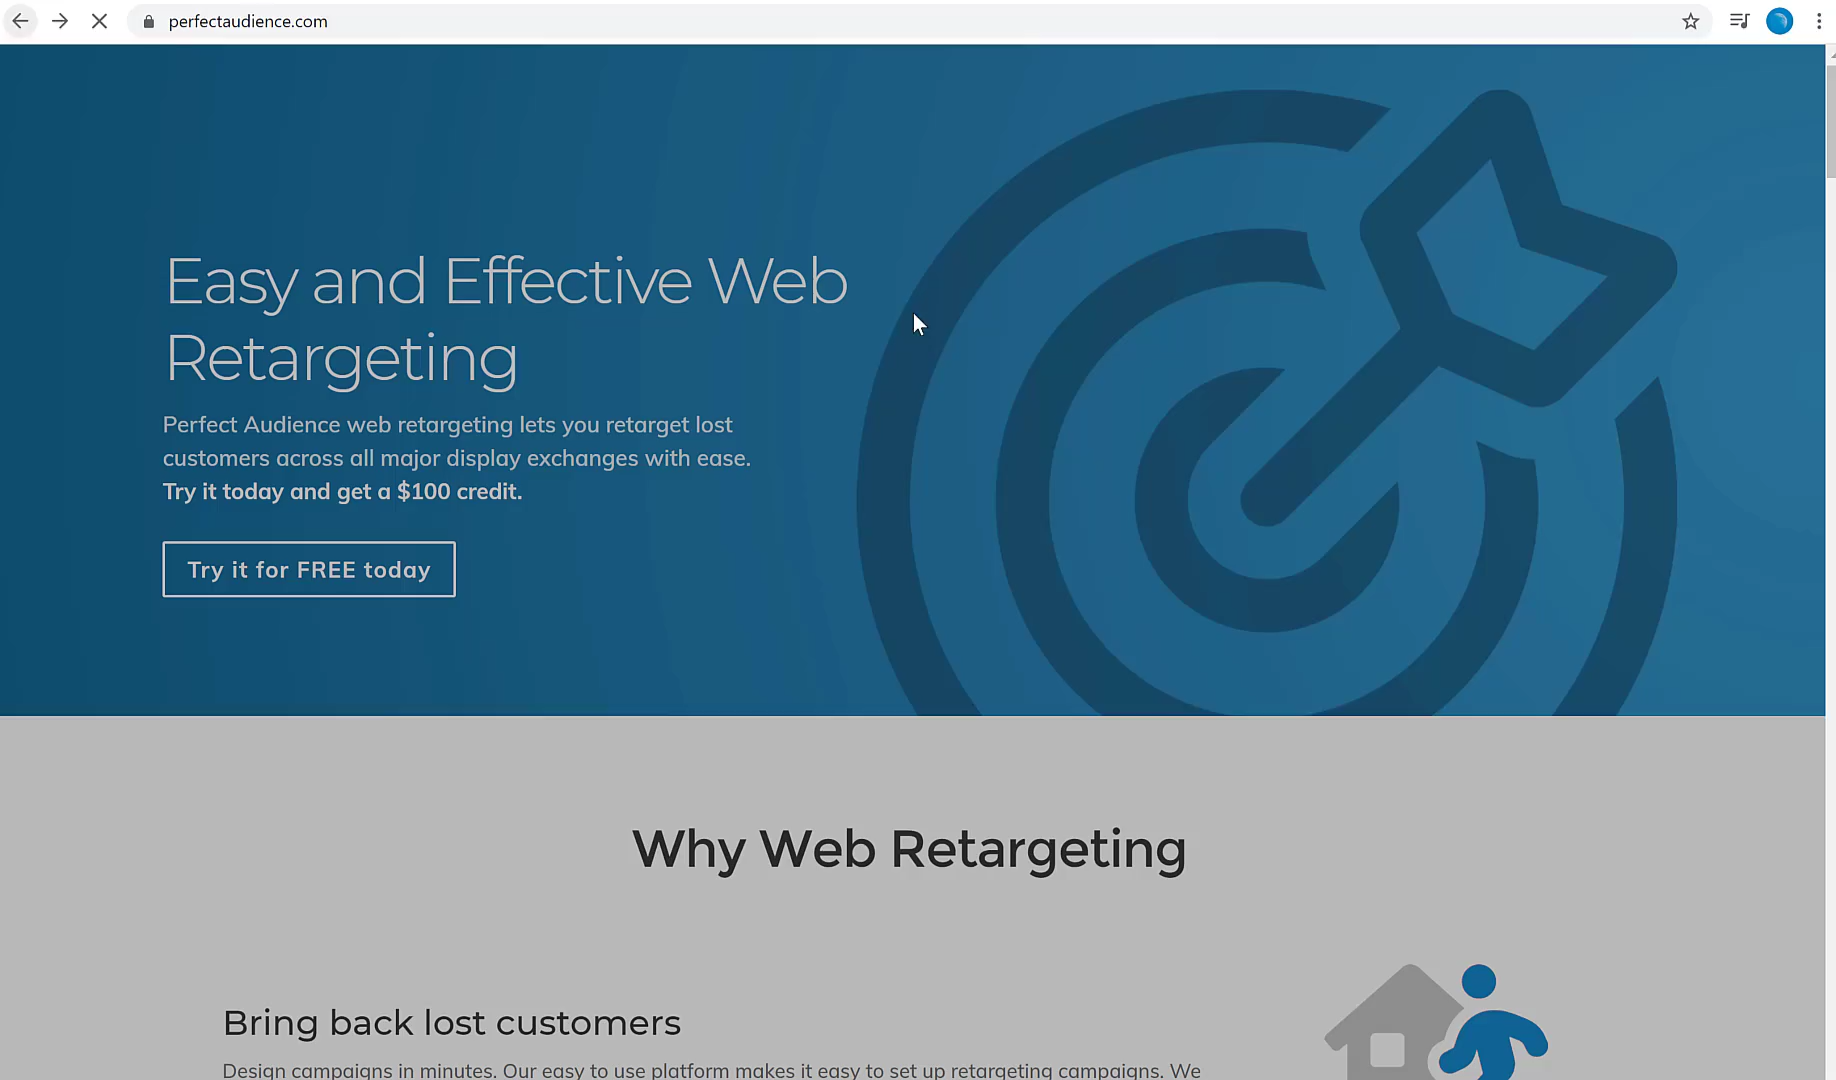 perfectaudience.com
Easy and Effective Web
Retargeting
Perfect Audience web retargeting lets you retarget lost
customers across all major display exchanges with ease.
Try it today and get a $100 credit.
Try it for FREE today
Why Web Retargeting
Bring back lost customers
Design campaigns in minutes. Our easy to use platform makes it easy to set up retargeting campaigns. We